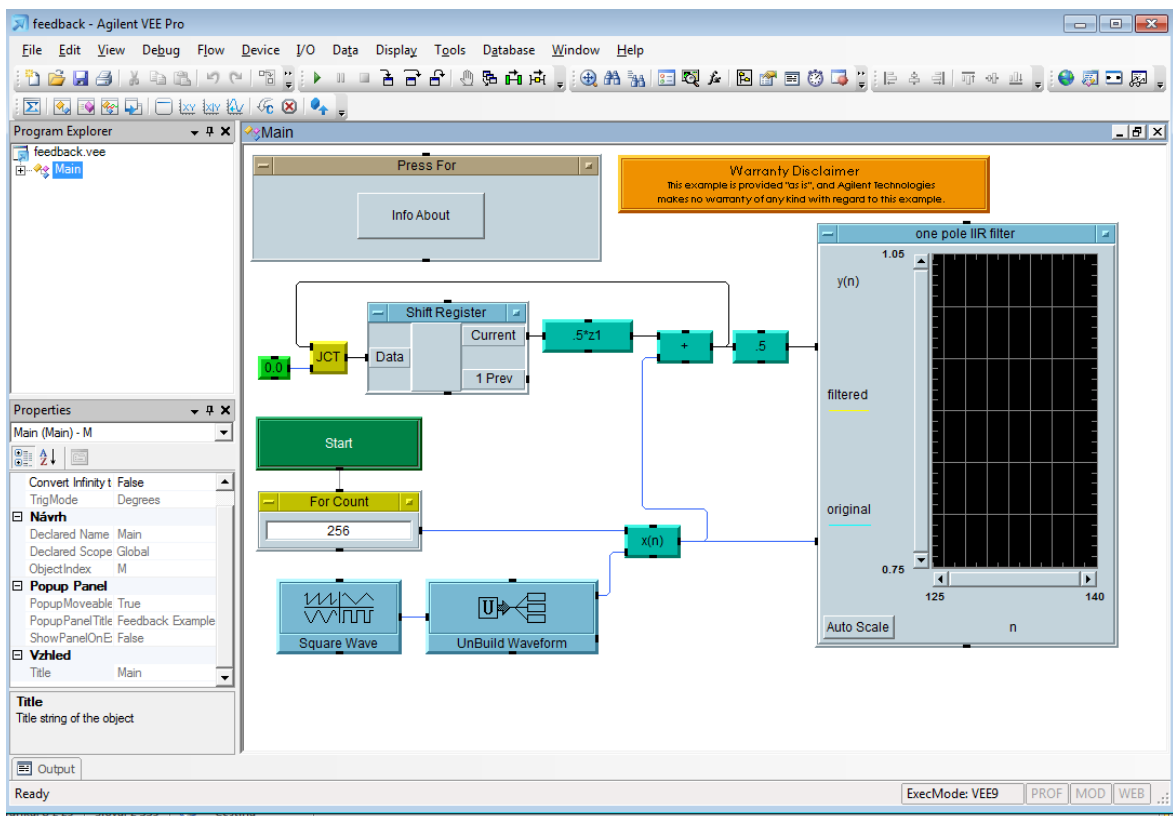 feedback - Agilent VEE Pro
File Edit View Debug Flow Device I/O Data Display Tools Database Window Help
Program Explorer
feedback.vee
Main
Properties
Main (Main) - M
Convert Infinity t False
TrigMode Degrees
Návrh
Declared Name Main
Declared Scope Global
ObjectIndex M
Popup Panel
PopupMoveable True
PopupPanelTitle Feedback Example
ShowPanelOnE: False
Vzhled
Title Main
Title
Title string of the object
Main
Press For
Info About
Warranty Disclaimer
This example is provided "as is", and Agilent Technologies
makes no warranty of any kind with regard to this example.
one pole IIR filter
1.05
y(n)
filtered
original
0.75
125 140
Auto Scale n
Shift Register
Current
Data
1 Prev
0.0
JCT
.5*z1
+
.5
Start
For Count
256
x(n)
Square Wave
U
UnBuild Waveform
Output
Ready ExecMode: VEE9 PROF MOD WEB